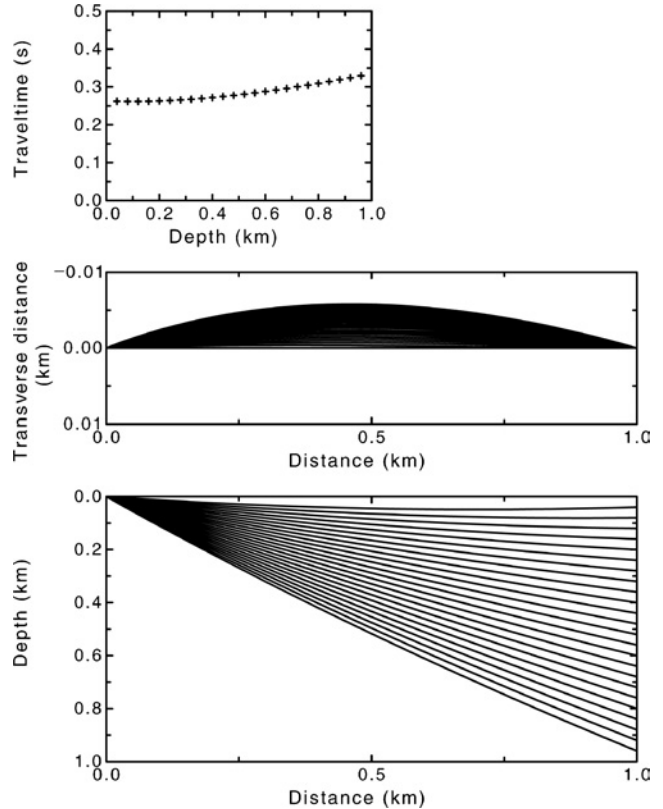 0.5
0.4
0.3
0.2
0.1
0.0
Traveltime (s)
0.0 0.2 0.4 0.6 0.8 1.0
Depth (km)
−0.01
0.00
0.01
Transverse distance
(km)
0.0 0.5 1.0
Distance (km)
0.0
0.2
0.4
0.6
0.8
1.0
Depth (km)
0.0 0.5 1.0
Distance (km)